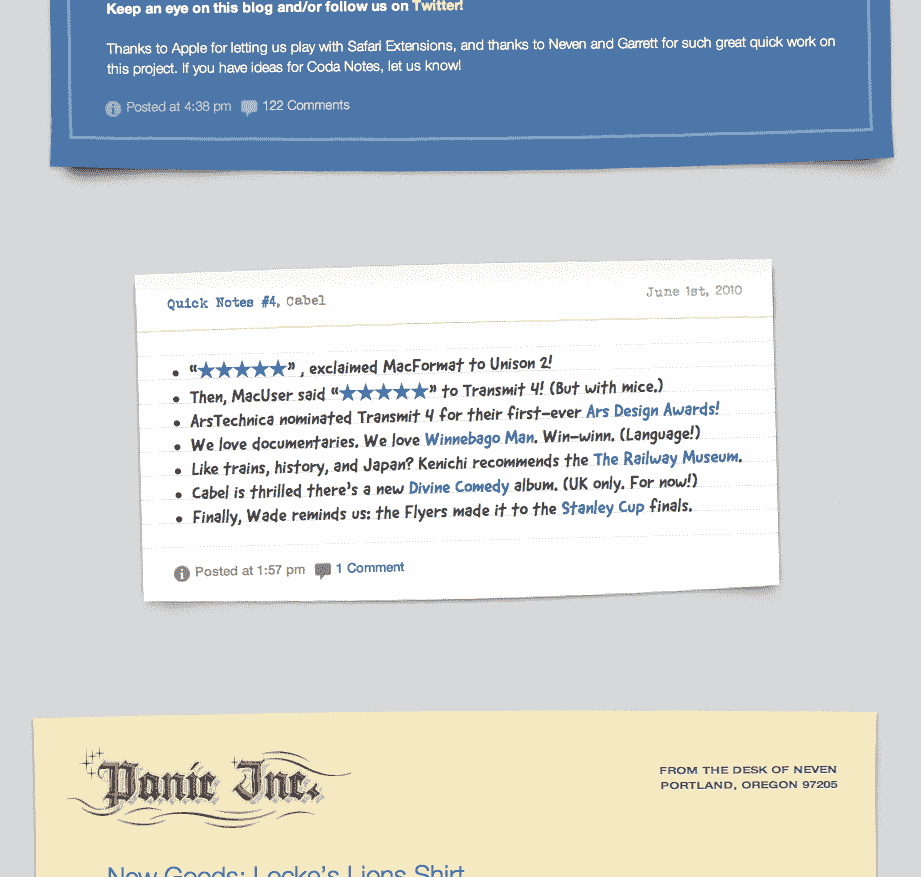 Keep an eye on this blog and/or follow us on Twitter!
Thanks to Apple for letting us play with Safari Extensions, and thanks to Neven and Garrett for such great quick work on
this project. If you have ideas for Coda Notes, let us know!
Posted at 4:38 pm 122 Comments
Quick Notes #4, Cabel
June 1st, 2010
• “★★★★★” , exclaimed MacFormat to Unison 2!
• Then, MacUser said “★★★★★” to Transmit 4! (But with mice.)
• ArsTechnica nominated Transmit 4 for their first-ever Ars Design Awards!
• We love documentaries. We love Winnebago Man. Win-winn. (Language!)
• Like trains, history, and Japan? Kenichi recommends the The Railway Museum.
• Cabel is thrilled there's a new Divine Comedy album. (UK only. For now!)
• Finally, Wade reminds us: the Flyers made it to the Stanley Cup finals.
Posted at 1:57 pm 1 Comment
Panic Inc.
FROM THE DESK OF NEVEN
PORTLAND, OREGON 97205
New Goods: Locke's Lions Shirt